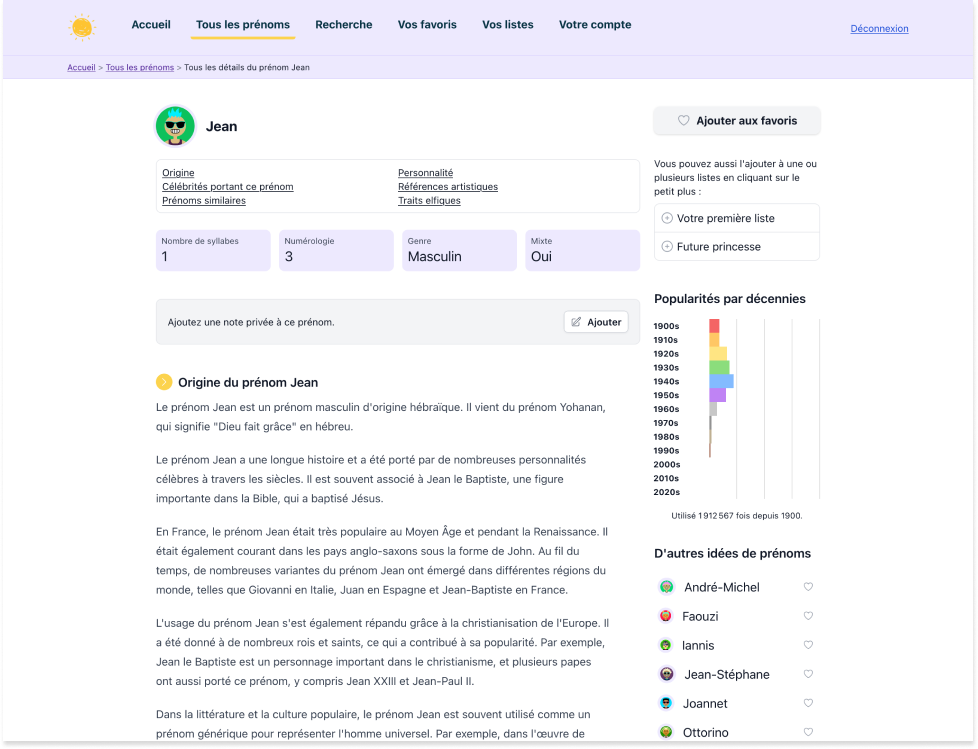 Accueil
Tous les prénoms
Recherche
Vos favoris
Vos listes
Votre compte
Déconnexion
Accueil > Tous les prénoms > Tous les détails du prénom Jean
Jean
Origine
Célébrités portant ce prénom
Prénoms similaires
Personnalité
Références artistiques
Traits elfiques
Nombre de syllabes
1
Numérologie
3
Genre
Masculin
Mixte
Oui
Ajoutez une note privée à ce prénom.
Ajouter
Origine du prénom Jean
Le prénom Jean est un prénom masculin d'origine hébraïque. Il vient du prénom Yohanan,
qui signifie "Dieu fait grâce" en hébreu.
Le prénom Jean a une longue histoire et a été porté par de nombreuses personnalités
célèbres à travers les siècles. Il est souvent associé à Jean le Baptiste, une figure
importante dans la Bible, qui a baptisé Jésus.
En France, le prénom Jean était très populaire au Moyen Âge et pendant la Renaissance. Il
était également courant dans les pays anglo-saxons sous la forme de John. Au fil du
temps, de nombreuses variantes du prénom Jean ont émergé dans différentes régions du
monde, telles que Giovanni en Italie, Juan en Espagne et Jean-Baptiste en France.
L'usage du prénom Jean s'est également répandu grâce à la christianisation de l'Europe. Il
a été donné à de nombreux rois et saints, ce qui a contribué à sa popularité. Par exemple,
Jean le Baptiste est un personnage important dans le christianisme, et plusieurs papes
ont aussi porté ce prénom, y compris Jean XXIII et Jean-Paul II.
Dans la littérature et la culture populaire, le prénom Jean est souvent utilisé comme un
prénom générique pour représenter l'homme universel. Par exemple, dans l'œuvre de
Ajouter aux favoris
Vous pouvez aussi l'ajouter à une ou
plusieurs listes en cliquant sur le
petit plus :
Votre première liste
Future princesse
Popularités par décennies
1900s
1910s
1920s
1930s
1940s
1950s
1960s
1970s
1980s
1990s
2000s
2010s
2020s
Utilisé 1 912 567 fois depuis 1900.
D'autres idées de prénoms
André-Michel
Faouzi
Iannis
Jean-Stéphane
Joannet
Ottorino